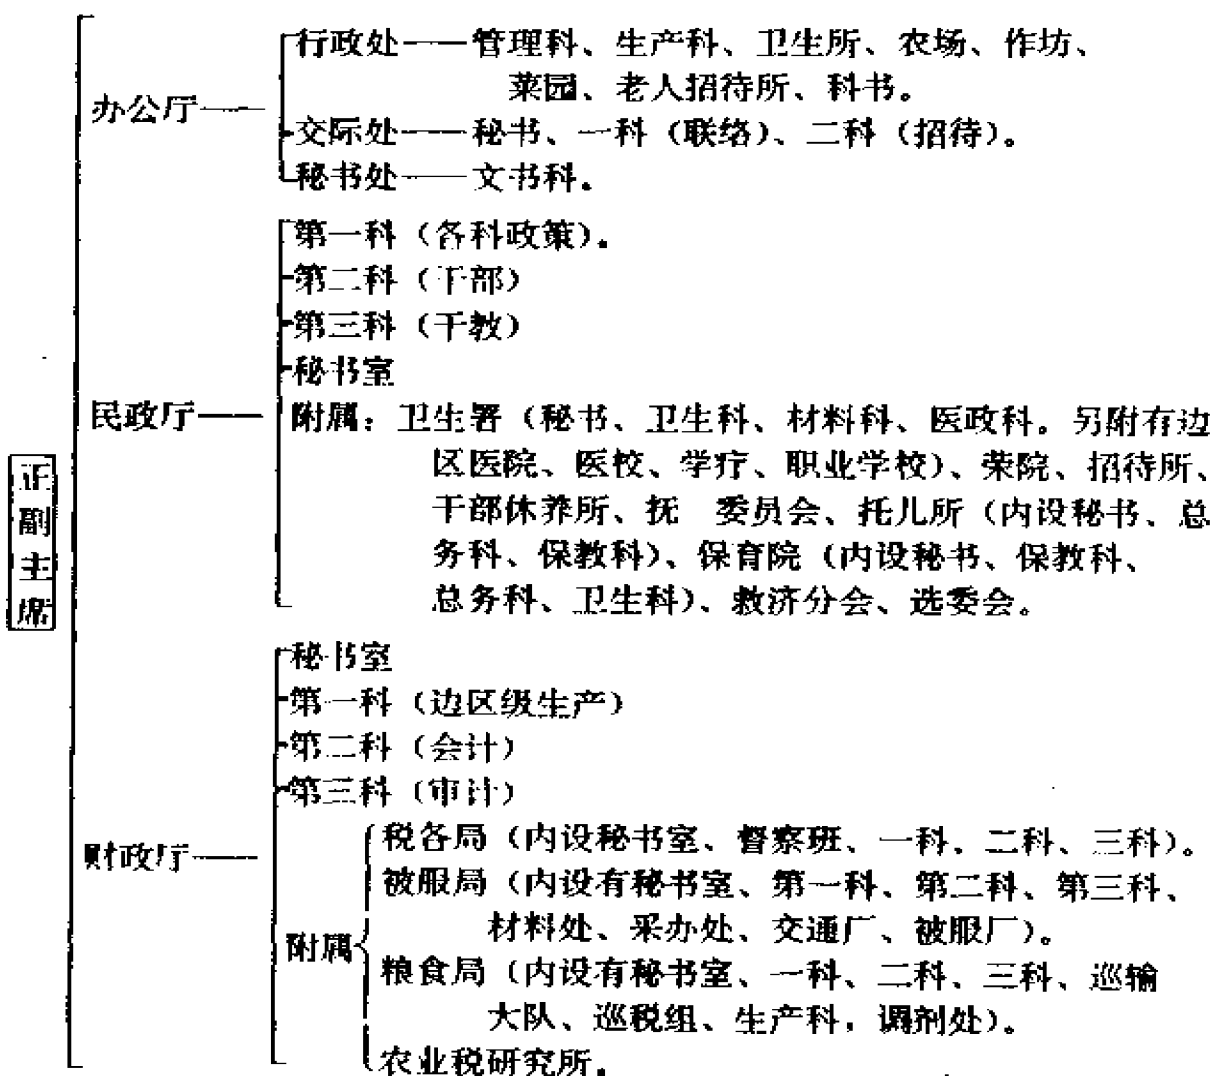 正副主席
办公厅——
行政处——管理科、生产科、卫生所、农场、作坊、
菜园、老人招待所、科书。
交际处——秘书、一科（联络）、二科（招待）。
秘书处——文书科。
民政厅——
第一科（各科政策）。
第二科（干部）
第三科（干教）
秘书室
附属：卫生署（秘书、卫生科、材料科、医政科。另附有边
区医院、医校、学疗、职业学校）、荣院、招待所、
干部休养所、抚 委员会、托儿所（内设秘书、总
务科、保教科）、保育院（内设秘书、保教科、
总务科、卫生科）、救济分会、选委会。
财政厅——
秘书室
第一科（边区级生产）
第二科（会计）
第三科（审计）
附属
税各局（内设秘书室、督察班、一科、二科、三科）。
被服局（内设有秘书室、第一科、第二科、第三科、
材料处、采办处、交通厂、被服厂）。
粮食局（内设有秘书室、一科、二科、三科、巡输
大队、巡税组、生产科，调剂处）。
农业税研究所。